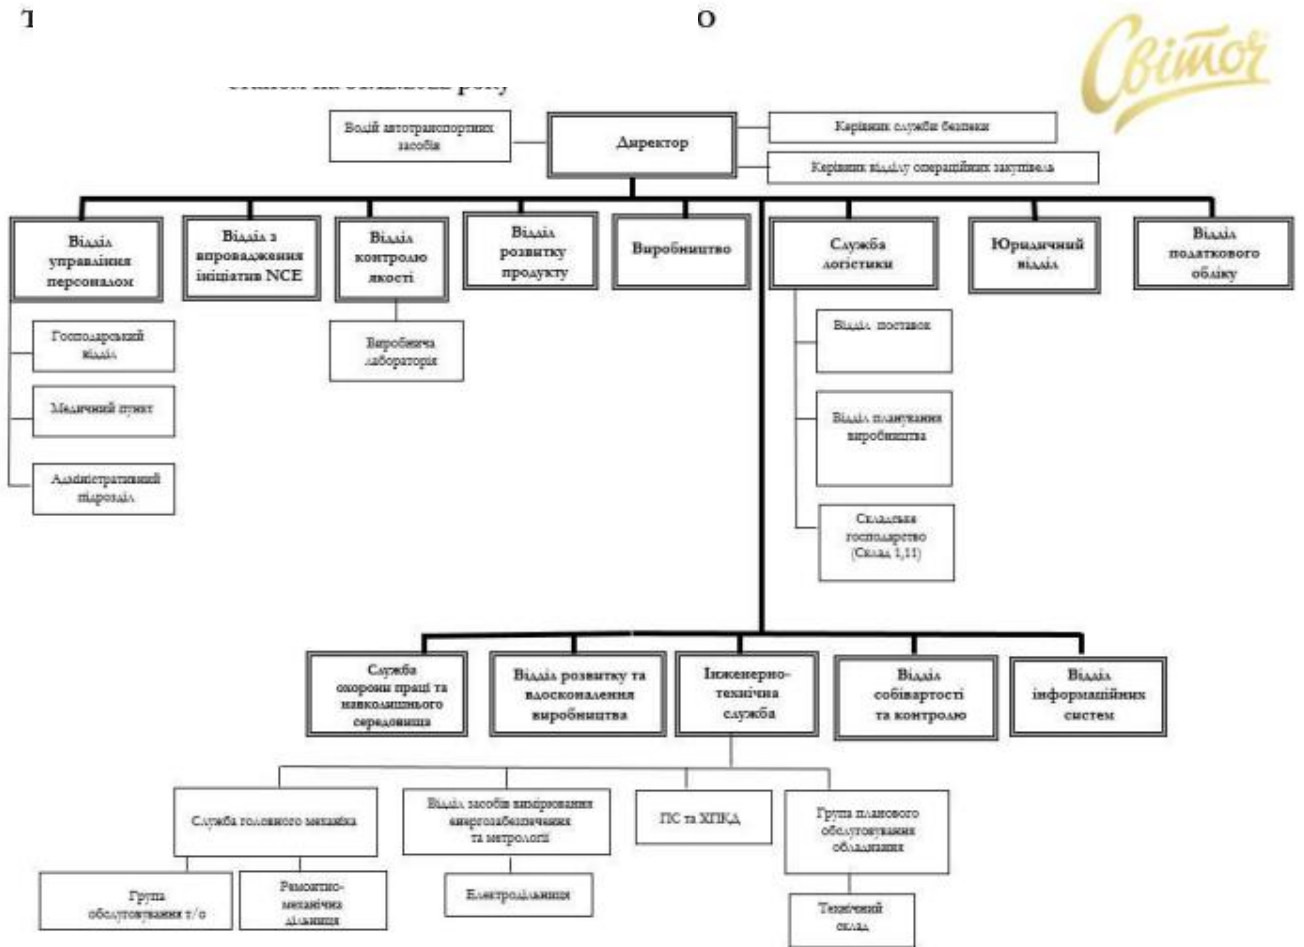 Т О
Світоч
року
Водій автотранспортних
засобів
Директор
Керівник служби безпеки
Керівник відділу операційних закупівель
Відділ
управління
персоналом
Відділ з
впровадження
ініціатив NCE
Відділ
контролю
якості
Відділ
розвитку
продукту
Виробництво
Служба
логістики
Юридичний
відділ
Відділ
податкового
обліку
Господарський
відділ
Медичний пункт
Адміністративний
підрозділ
Виробнича
лабораторія
Відділ поставок
Відділ планування
виробництва
Складське
господарство
(Склад 1,11)
Служба
охорони праці та
навколишнього
середовища
Відділ розвитку та
вдосконалення
виробництва
Інженерно-
технічна
служба
Відділ
собівартості
та контролю
Відділ
інформаційних
систем
Служба головного механіка
Відділ засобів вимірювання
енергозабезпечення
та метрології
ПС та ХПКД
Група планового
обслуговування
обладнання
Група
обслуговування т/о
Ремонтно-
механічна
дільниця
Електродільниця
Технічний
склад